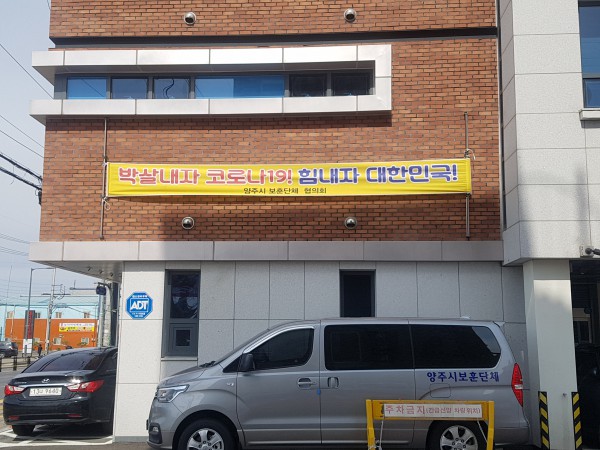 박살내자 코로나19! 힘내자 대한민국!
양주시 보훈단체 협의회
ADT
양주시보훈단체
주차금지